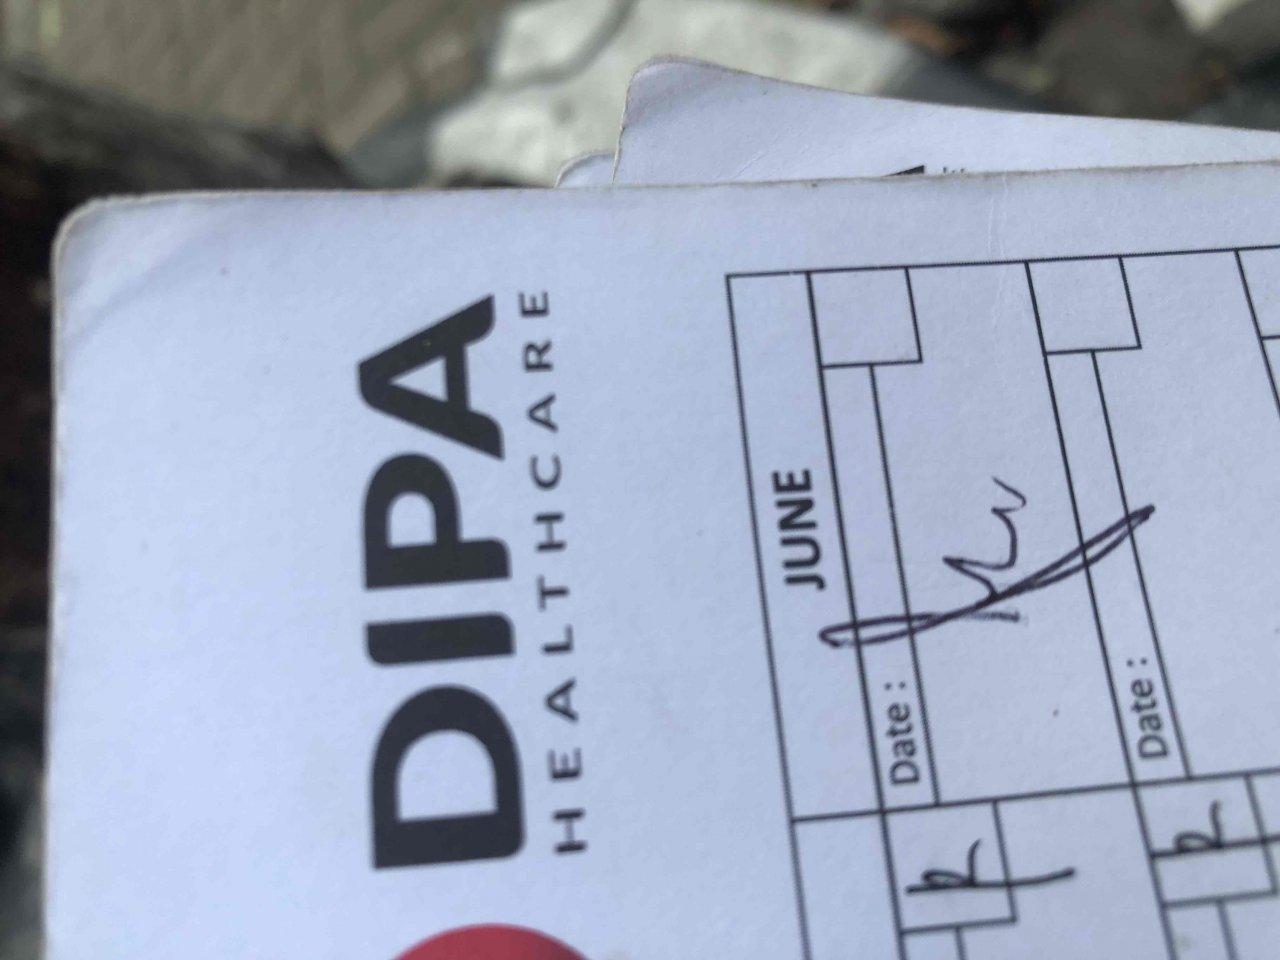 DIPA
HEALTHCARE
JUNE
Date :
Date :